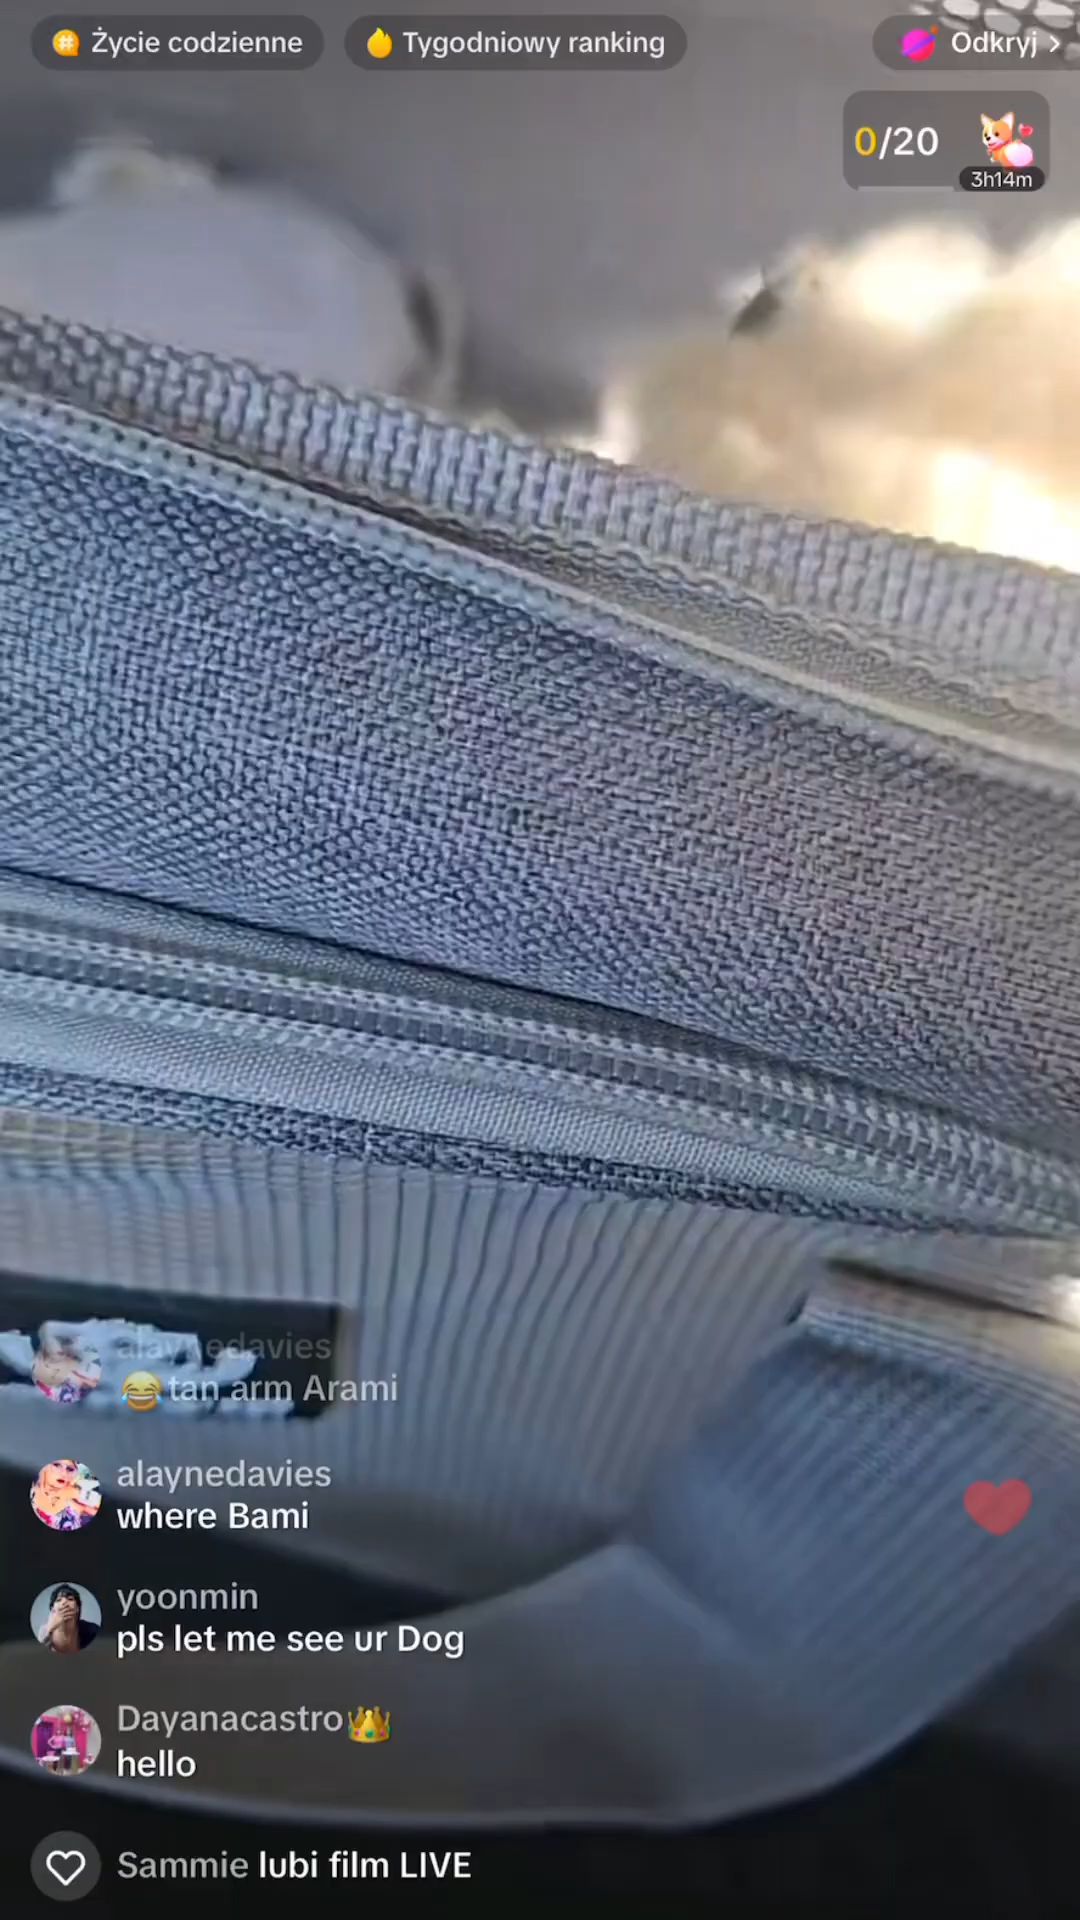 Życie codzienne
Tygodniowy ranking
Odkryj
0/20
3h14m
alaynedavies
😂 tan arm Arami
alaynedavies
where Bami
yoonmin
pls let me see ur Dog
Dayanacastro👑
hello
Sammie lubi film LIVE